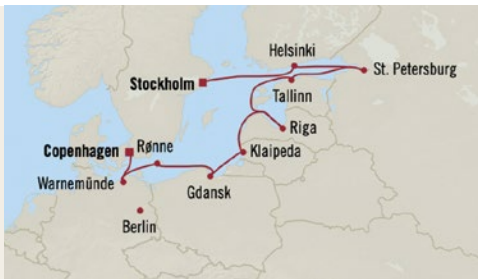 Helsinki
St. Petersburg
Stockholm
Tallinn
Riga
Copenhagen
Rønne
Klaipeda
Warnemünde
Gdansk
Berlin